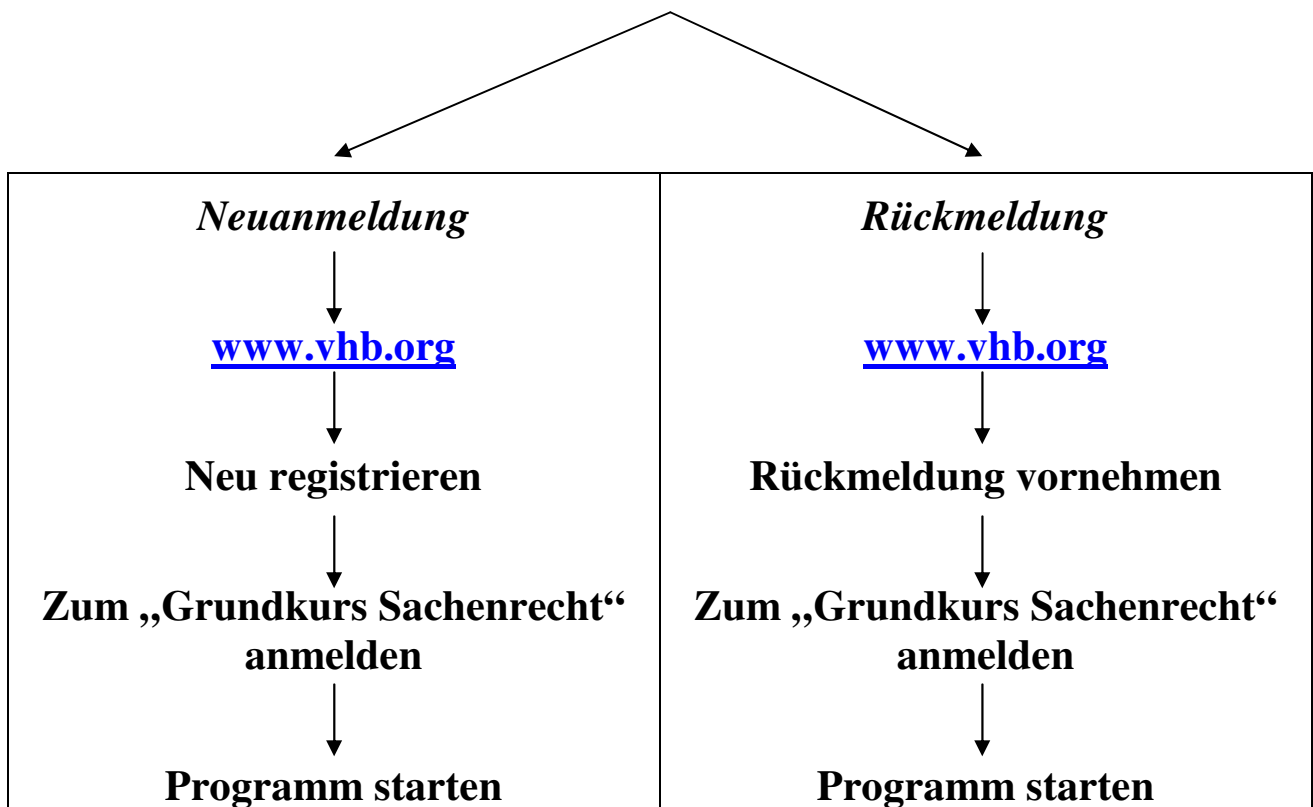 Neuanmeldung
www.vhb.org
Neu registrieren
Zum „Grundkurs Sachenrecht“
anmelden
Programm starten
Rückmeldung
www.vhb.org
Rückmeldung vornehmen
Zum „Grundkurs Sachenrecht“
anmelden
Programm starten